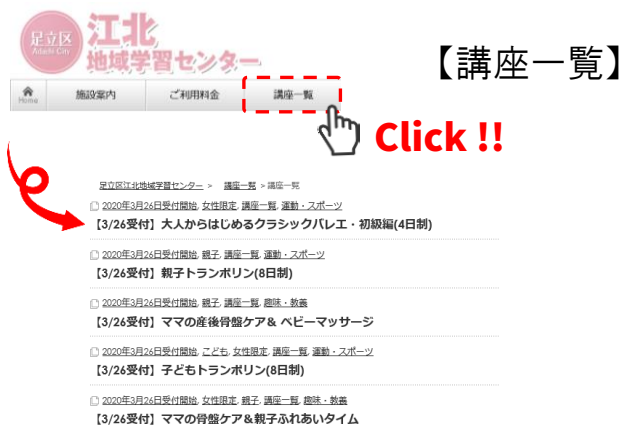 足立区
Adachi City
江北
地域学習センター
【講座一覧】
Home
施設案内
ご利用料金
講座一覧
Click !!
足立区江北地域学習センター > 講座一覧 > 講座一覧
2020年3月26日受付開始, 女性限定, 講座一覧, 運動・スポーツ
【3/26受付】大人からはじめるクラシックバレエ・初級編(4日制)
2020年3月26日受付開始, 親子, 講座一覧, 運動・スポーツ
【3/26受付】親子トランポリン(8日制)
2020年3月26日受付開始, 親子, 講座一覧, 趣味・教養
【3/26受付】ママの産後骨盤ケア& ベビーマッサージ
2020年3月26日受付開始, こども, 女性限定, 講座一覧, 運動・スポーツ
【3/26受付】子どもトランポリン(8日制)
2020年3月26日受付開始, 女性限定, 親子, 講座一覧, 趣味・教養
【3/26受付】ママの骨盤ケア&親子ふれあいタイム